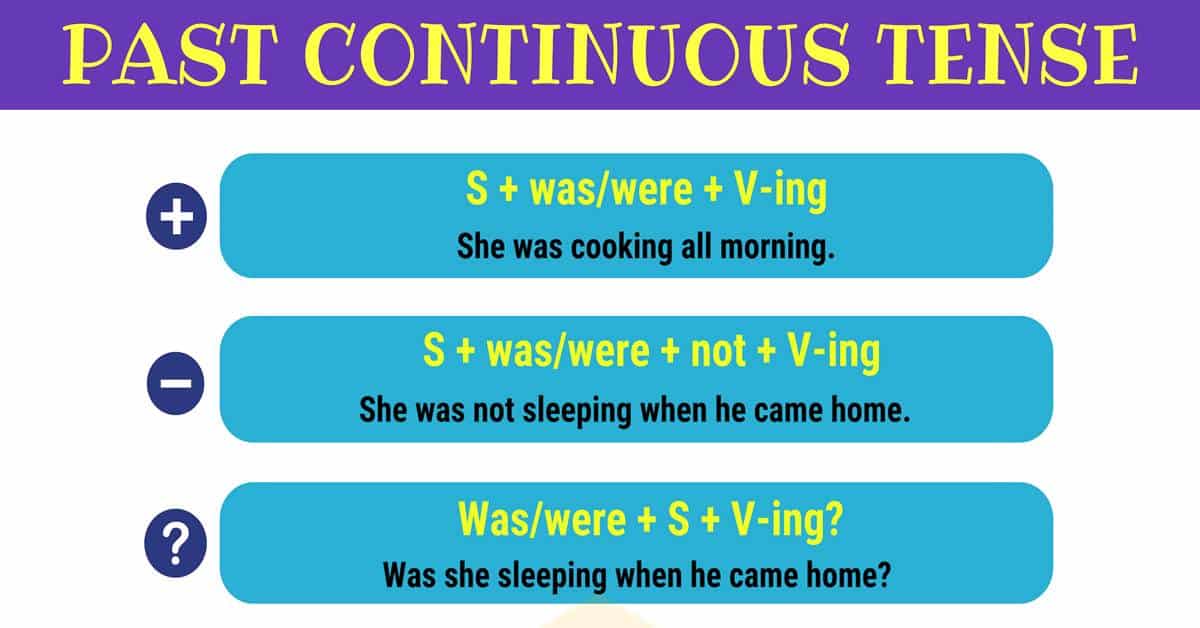 PAST CONTINUOUS TENSE
+ S + was/were + V-ing
She was cooking all morning.
− S + was/were + not + V-ing
She was not sleeping when he came home.
? Was/were + S + V-ing?
Was she sleeping when he came home?